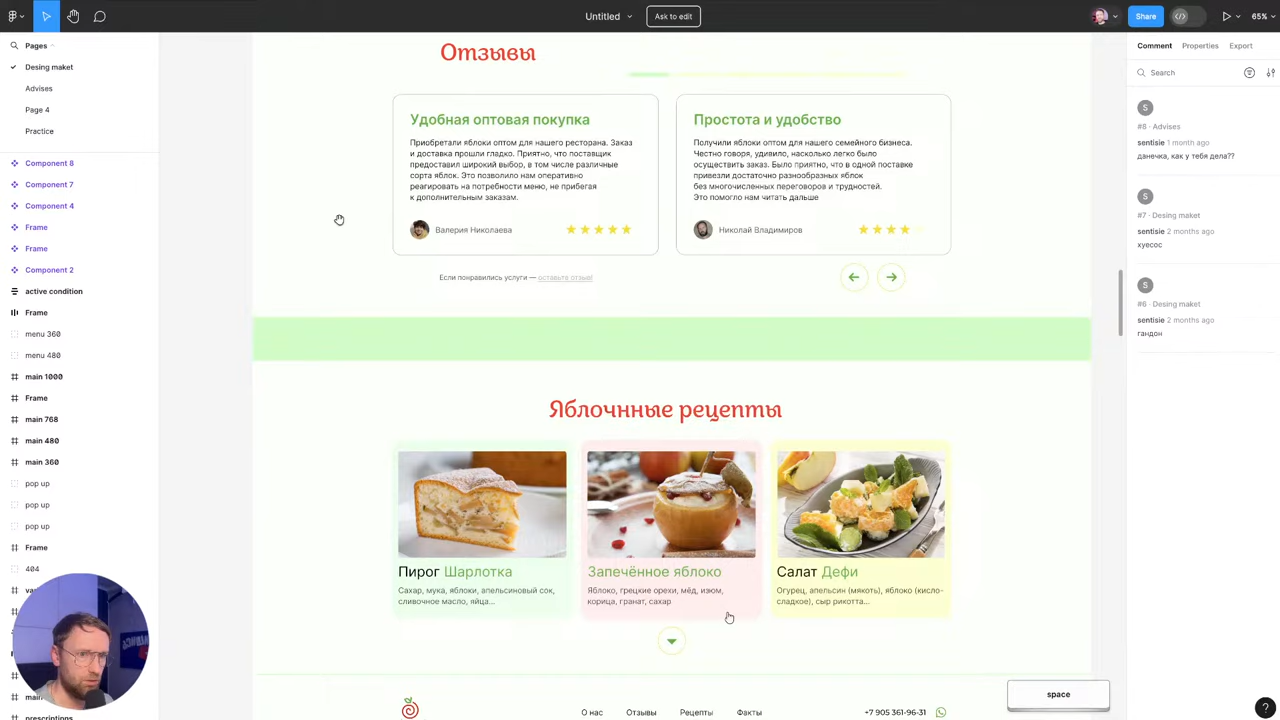 Untitled
Ask to edit
Share
65%
Pages
Desing maket
Advises
Page 4
Practice
Component 8
Component 7
Component 4
Frame
Frame
Component 2
active condition
Frame
menu 360
menu 480
main 1000
Frame
main 768
main 480
main 360
pop up
pop up
pop up
Frame
404
prescriptions
Отзывы
Удобная оптовая покупка
Приобретали яблоки оптом для нашего ресторана. Заказ
и доставка прошли гладко. Приятно, что поставщик
предоставил широкий выбор, в том числе различные
сорта яблок. Это позволило нам оперативно
реагировать на потребности меню, не прибегая
к дополнительным заказам.
Валерия Николаева
Простота и удобство
Получили яблоки оптом для нашего семейного бизнеса.
Честно говоря, удивило, насколько легко было
осуществить заказ. Было приятно, что в одной поставке
привезли достаточно разнообразных яблок
без многочисленных переговоров и трудностей.
Это помогло нам читать дальше
Николай Владимиров
Если понравились услуги — оставьте отзыв!
Яблочнные рецепты
Пирог Шарлотка
Сахар, мука, яблоки, апельсиновый сок,
сливочное масло, яйца...
Запечённое яблоко
Яблоко, грецкие орехи, мёд, изюм,
корица, гранат, сахар
Салат Дефи
Огурец, апельсин (мякоть), яблоко (кисло-
сладкое), сыр рикотта...
О нас
Отзывы
Рецепты
Факты
+7 905 361-96-31
Comment
Properties
Export
Search
S
#8 · Advises
sentisie 1 month ago
данечка, как у тебя дела??
S
#7 · Desing maket
sentisie 2 months ago
хуесос
S
#6 · Desing maket
sentisie 2 months ago
гандон
space
?